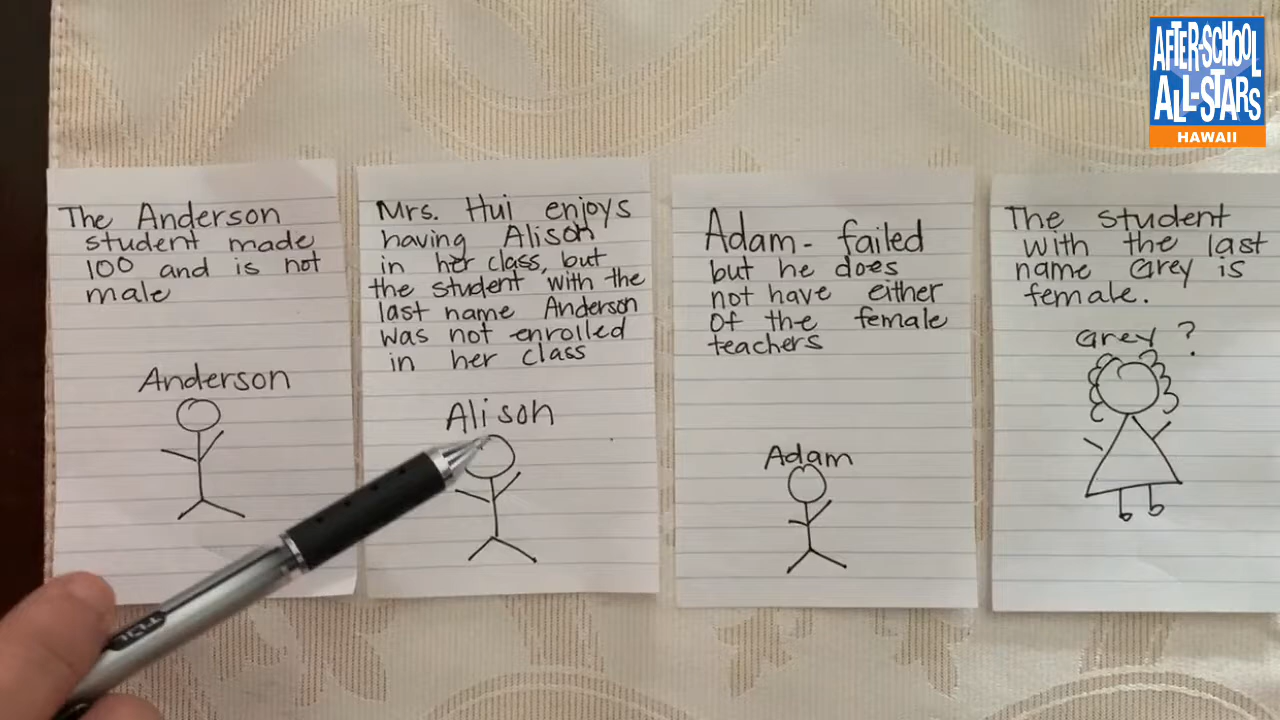 AFTER-SCHOOL
ALL-STARS
HAWAII
The Anderson
student made
100 and is not
male
Anderson
Mrs. Hui enjoys
having Alison
in her class, but
the student with the
last name Anderson
was not enrolled
in her class
Alison
Adam- failed
but he does
not have either
of the female
teachers
Adam
The student
with the last
name Grey is
female.
Grey ?